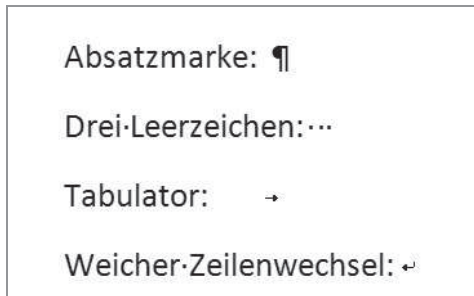 Absatzmarke: ¶
Drei·Leerzeichen:···
Tabulator: →
Weicher·Zeilenwechsel: ↵